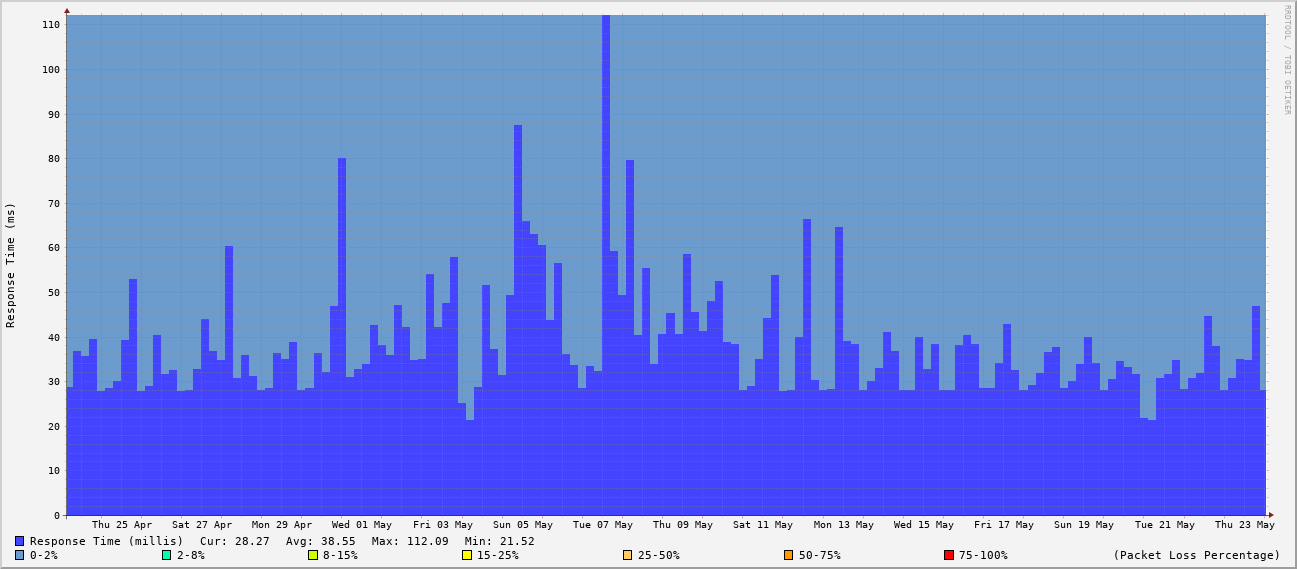 RRDTOOL / TOBI OETIKER
Response Time (ms)
110
100
90
80
70
60
50
40
30
20
10
0
Thu 25 Apr Sat 27 Apr Mon 29 Apr Wed 01 May Fri 03 May Sun 05 May Tue 07 May Thu 09 May Sat 11 May Mon 13 May Wed 15 May Fri 17 May Sun 19 May Tue 21 May Thu 23 May
Response Time (millis) Cur: 28.27 Avg: 38.55 Max: 112.09 Min: 21.52
0-2% 2-8% 8-15% 15-25% 25-50% 50-75% 75-100% (Packet Loss Percentage)